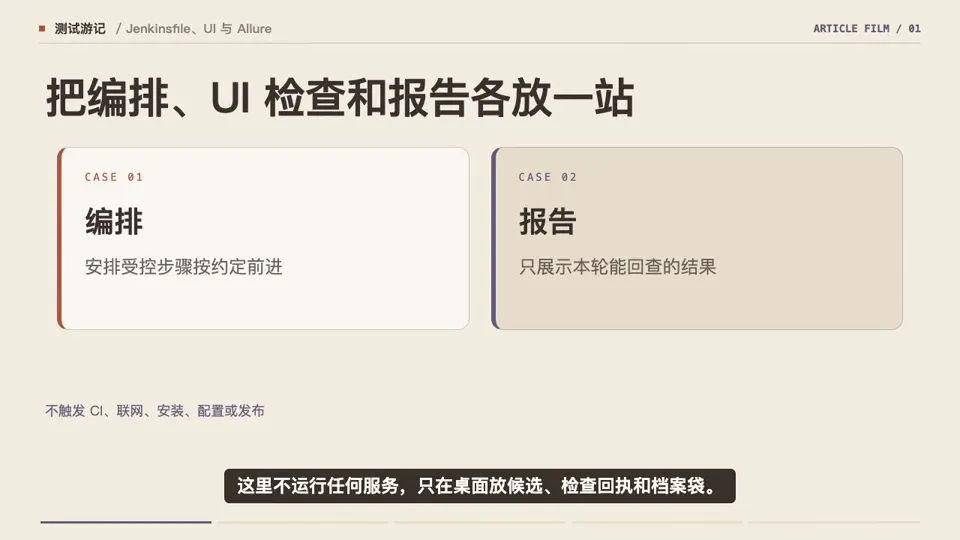 测试游记 / Jenkinsfile、UI 与 Allure
ARTICLE FILM / 01
把编排、UI 检查和报告各放一站
CASE 01
编排
安排受控步骤按约定前进
CASE 02
报告
只展示本轮能回查的结果
不触发 CI、联网、安装、配置或发布
这里不运行任何服务，只在桌面放候选、检查回执和档案袋。